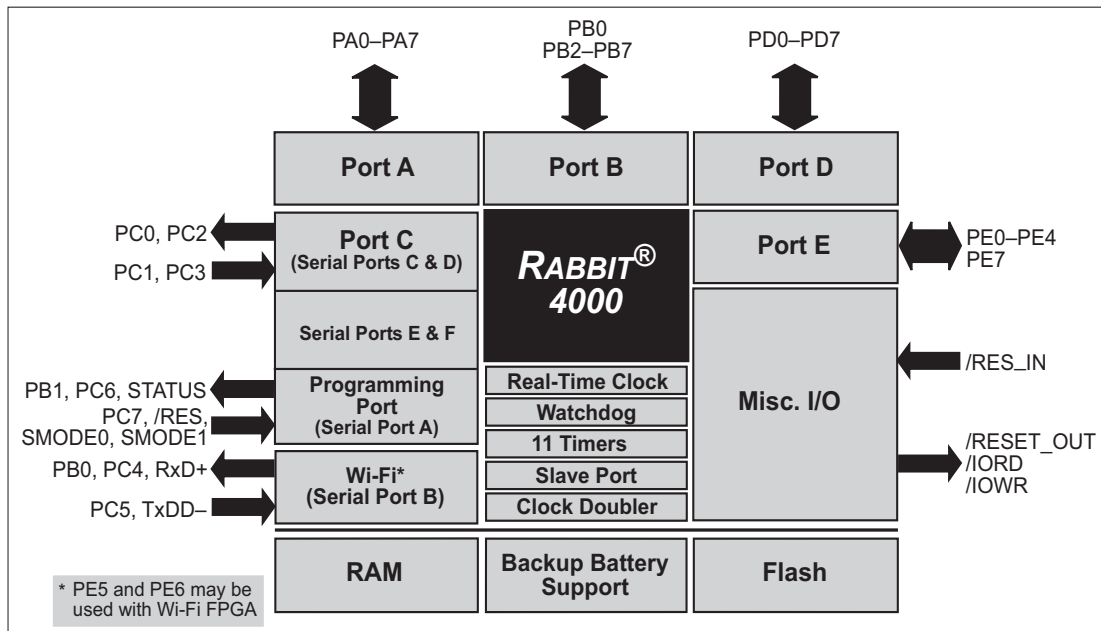 PA0–PA7
PB0
PB2–PB7
PD0–PD7
Port A
Port B
Port D
PC0, PC2
PC1, PC3
Port C
(Serial Ports C & D)
RABBIT®
4000
Port E
PE0–PE4
PE7
Serial Ports E & F
PB1, PC6, STATUS
PC7, /RES,
SMODE0, SMODE1
Programming
Port
(Serial Port A)
Real-Time Clock
Watchdog
11 Timers
Slave Port
Clock Doubler
Misc. I/O
/RES_IN
/RESET_OUT
/IORD
/IOWR
PB0, PC4, RxD+
PC5, TxDD–
Wi-Fi*
(Serial Port B)
RAM
Backup Battery
Support
Flash
* PE5 and PE6 may be
used with Wi-Fi FPGA